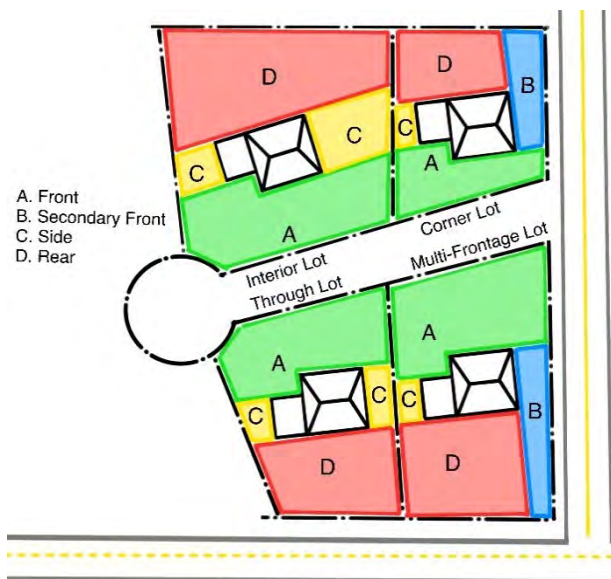 D
D
B
C
C
C
A
A. Front
B. Secondary Front
C. Side
D. Rear
A
Corner Lot
Interior Lot
Multi-Frontage Lot
Through Lot
A
A
C
C
C
B
D
D